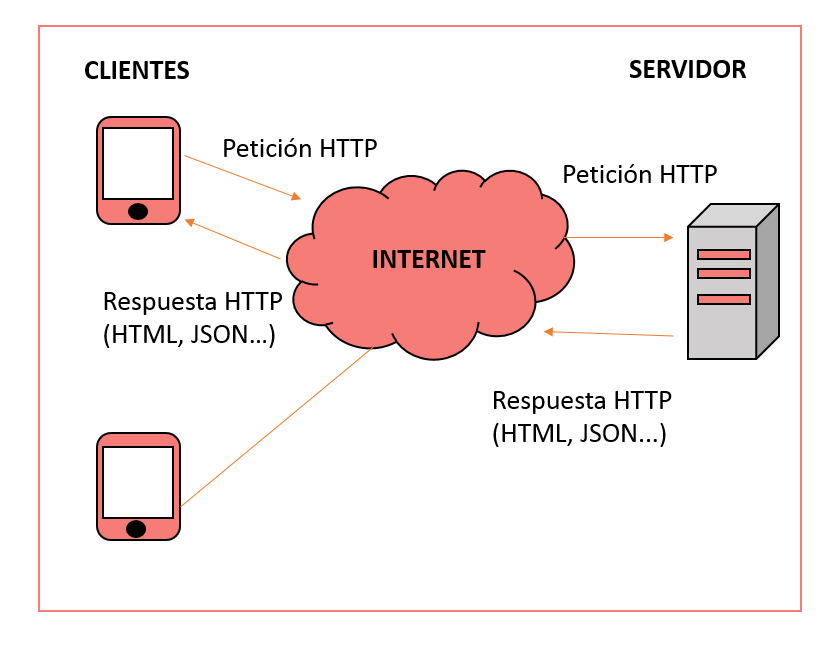 CLIENTES
SERVIDOR
Petición HTTP
Petición HTTP
INTERNET
Respuesta HTTP
(HTML, JSON...)
Respuesta HTTP
(HTML, JSON...)